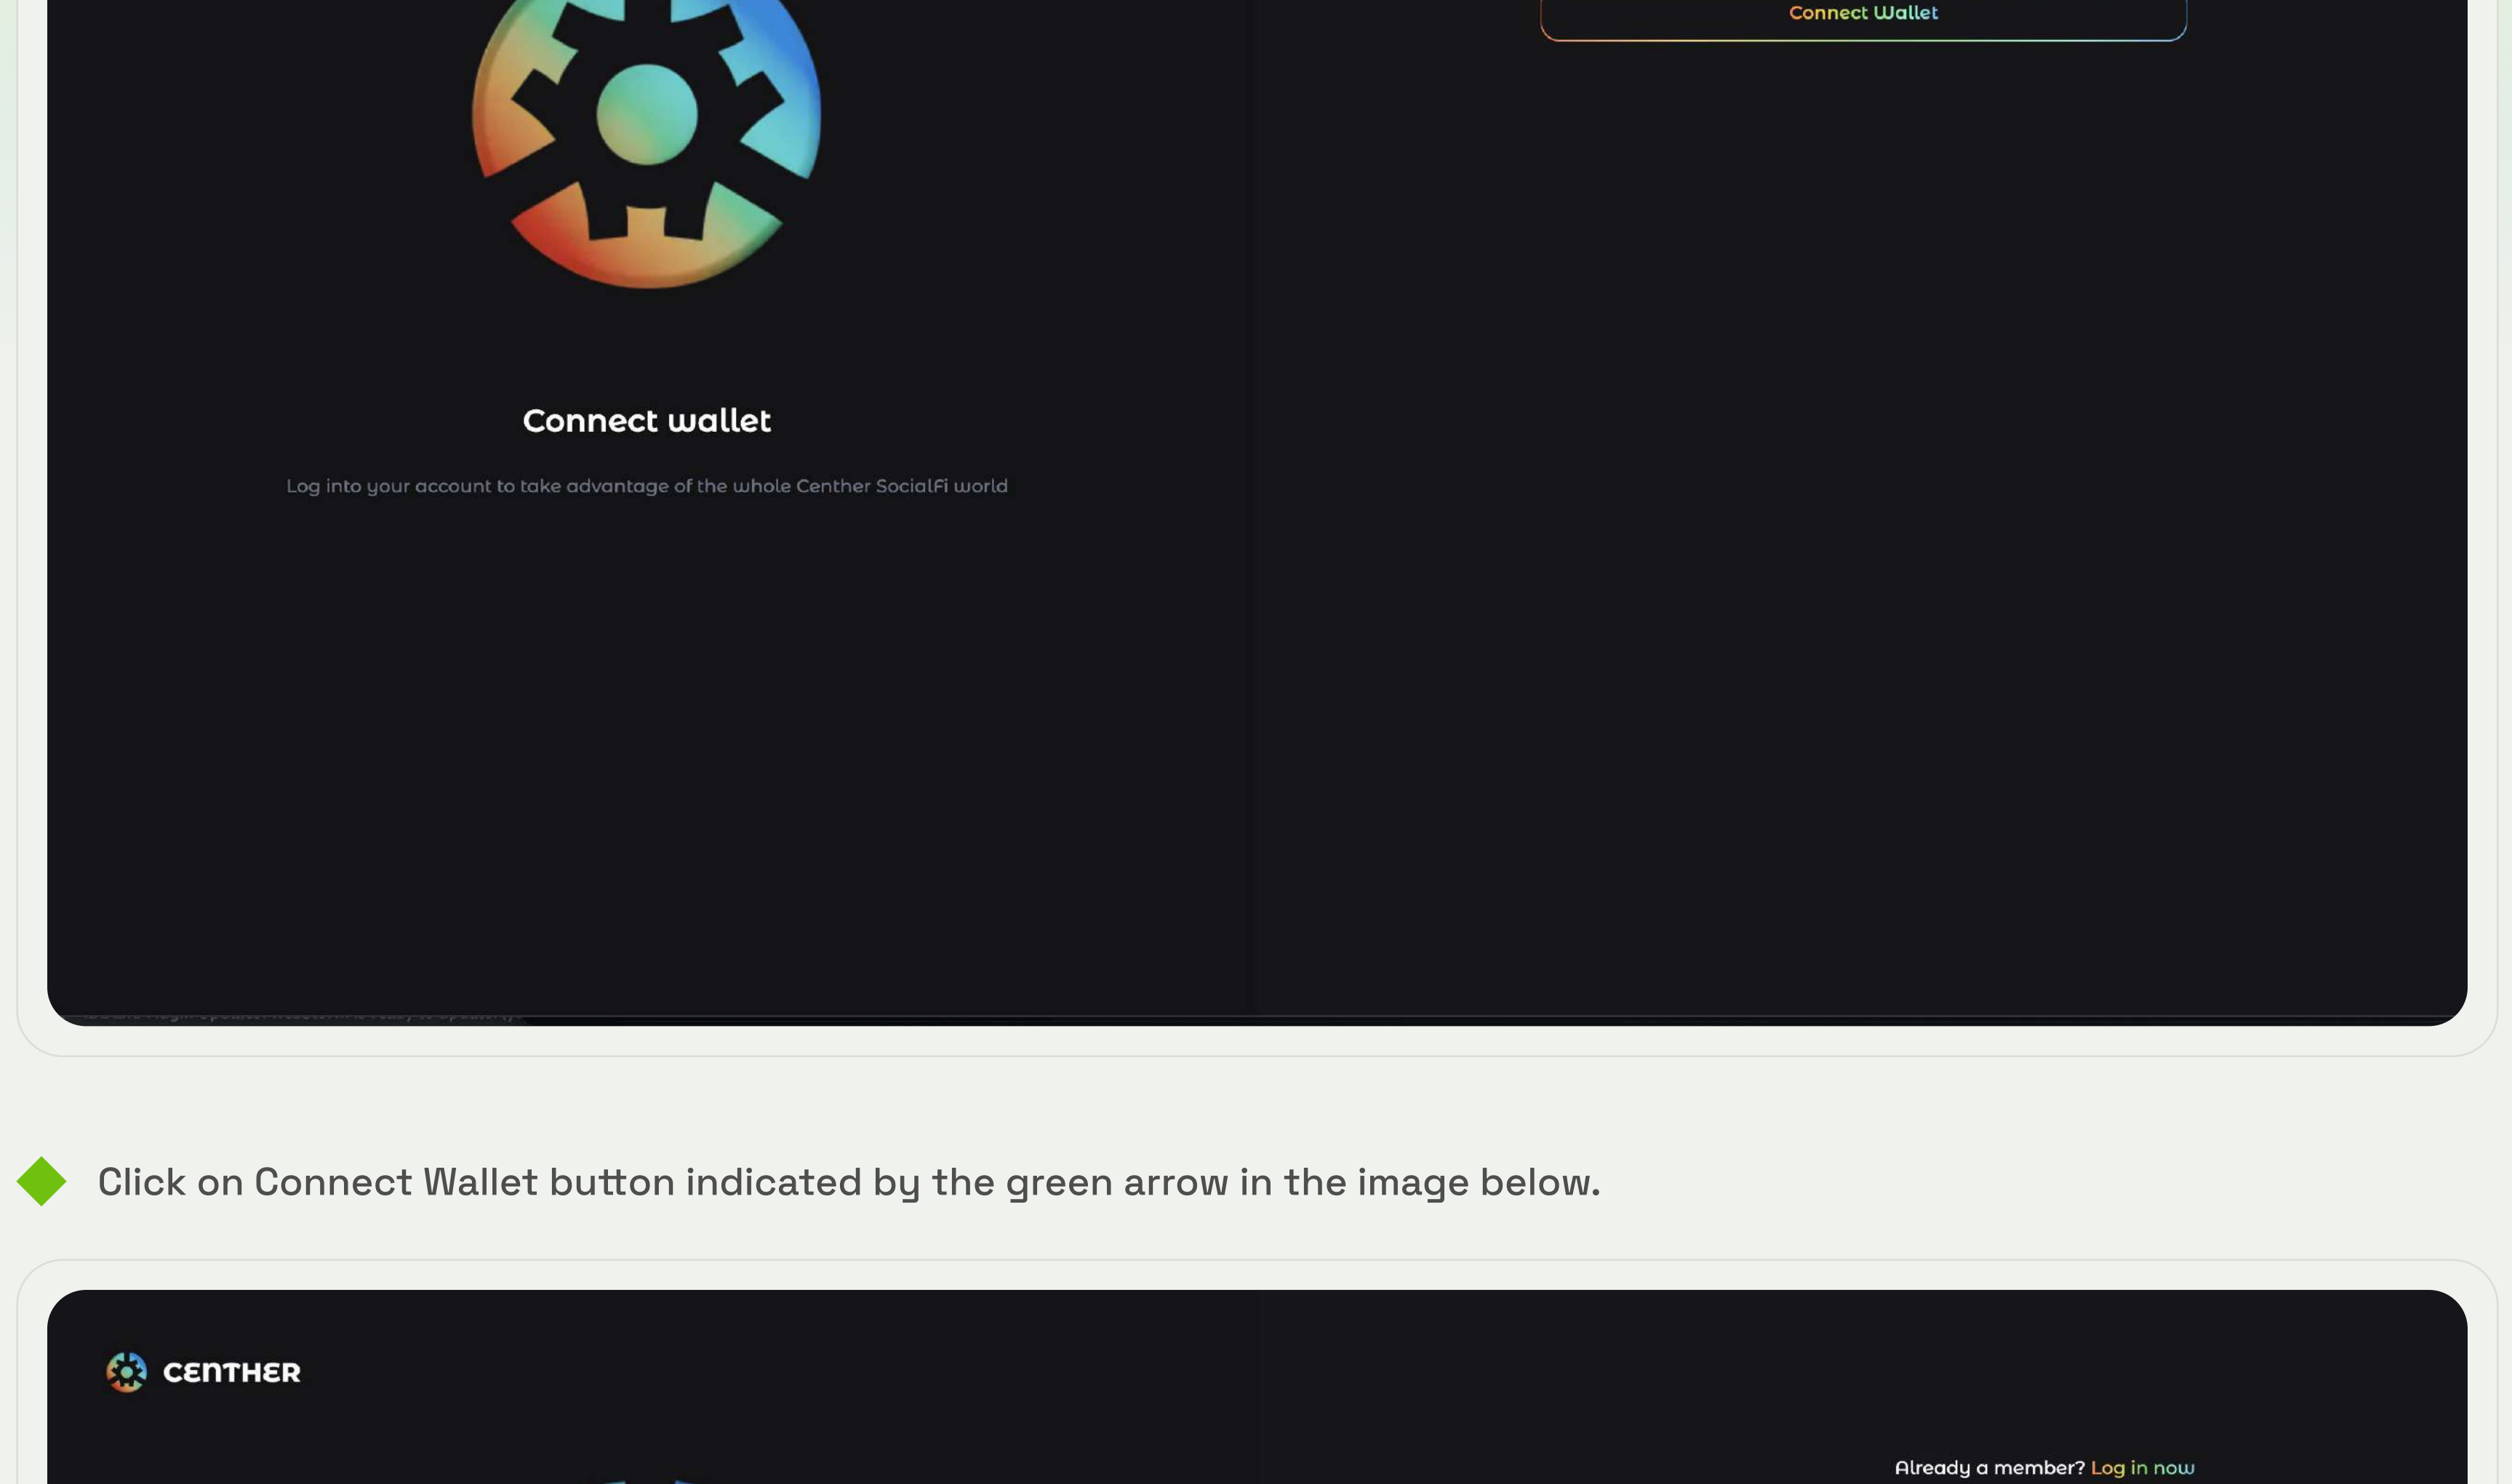 Connect Wallet
Connect wallet
Log into your account to take advantage of the whole Centher SocialFi world
Click on Connect Wallet button indicated by the green arrow in the image below.
CENTHER
Already a member? Log in now